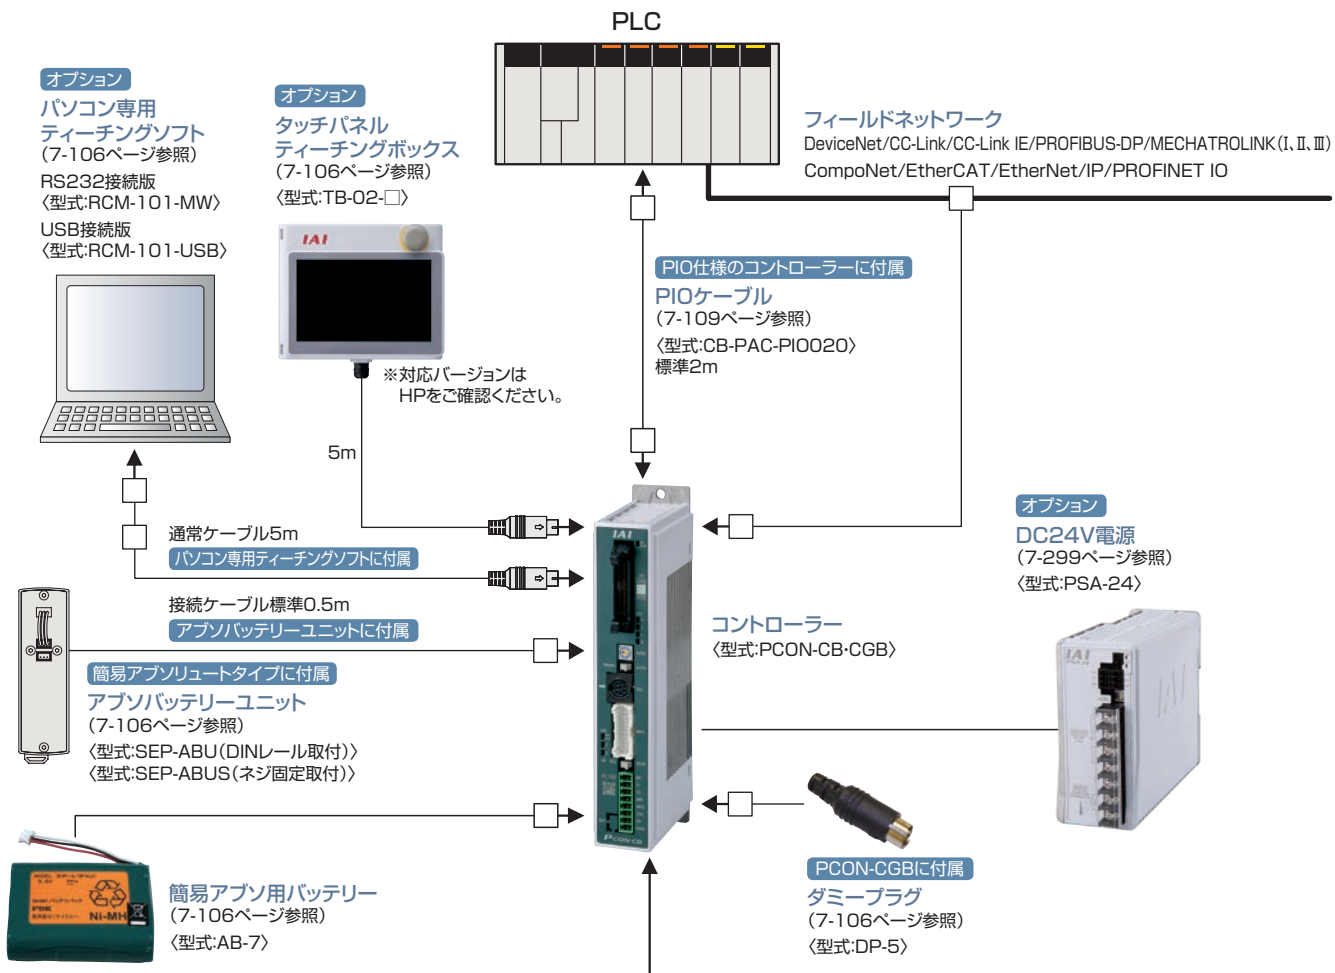 PLC
オプション
パソコン専用
ティーチングソフト
(7-106ページ参照)
RS232接続版
〈型式:RCM-101-MW〉
USB接続版
〈型式:RCM-101-USB〉
オプション
タッチパネル
ティーチングボックス
(7-106ページ参照)
〈型式:TB-02-□〉
IAI
※対応バージョンは
HPをご確認ください。
5m
フィールドネットワーク
DeviceNet/CC-Link/CC-Link IE/PROFIBUS-DP/MECHATROLINK(Ⅰ、Ⅱ、Ⅲ)
CompoNet/EtherCAT/EtherNet/IP/PROFINET IO
PIO仕様のコントローラーに付属
PIOケーブル
(7-109ページ参照)
〈型式:CB-PAC-PIO020〉
標準2m
通常ケーブル5m
パソコン専用ティーチングソフトに付属
接続ケーブル標準0.5m
アブソバッテリーユニットに付属
簡易アブソリュートタイプに付属
アブソバッテリーユニット
(7-106ページ参照)
〈型式:SEP-ABU(DINレール取付)〉
〈型式:SEP-ABUS(ネジ固定取付)〉
IAI
PCON-CB
コントローラー
〈型式:PCON-CB・CGB〉
オプション
DC24V電源
(7-299ページ参照)
〈型式:PSA-24〉
IAI
PCON-CGBに付属
ダミープラグ
(7-106ページ参照)
〈型式:DP-5〉
Ni-MH
簡易アブソ用バッテリー
(7-106ページ参照)
〈型式:AB-7〉